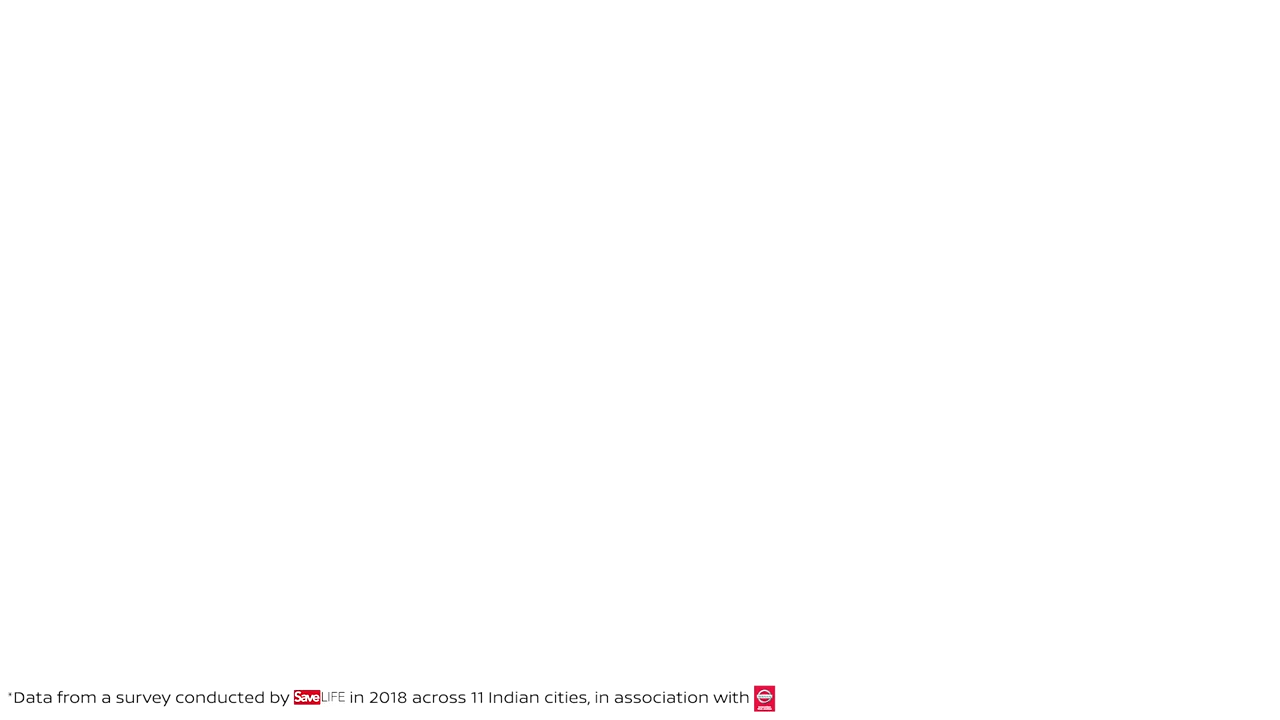 *Data from a survey conducted by SaveLIFE in 2018 across 11 Indian cities, in association with